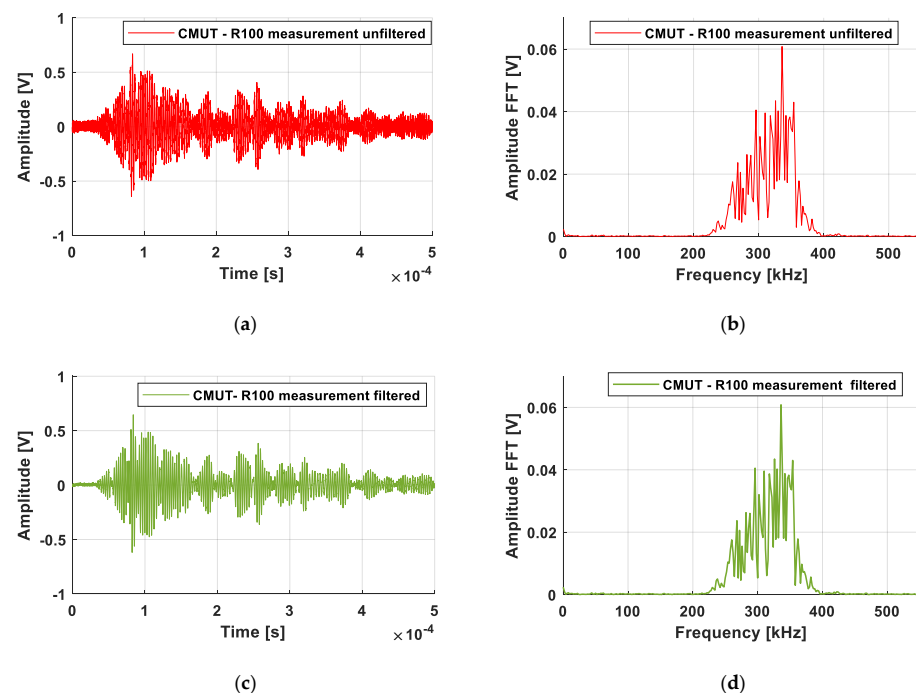 CMUT - R100 measurement unfiltered
Amplitude [V]
1
0.5
0
-0.5
-1
0 1 2 3 4 5
Time [s]
×10-4
(a)
CMUT - R100 measurement unfiltered
Amplitude FFT [V]
0.06
0.04
0.02
0
0 100 200 300 400 500
Frequency [kHz]
(b)
CMUT- R100 measurement filtered
Amplitude [V]
1
0.5
0
-0.5
-1
0 1 2 3 4 5
Time [s]
×10-4
(c)
CMUT - R100 measurement  filtered
Amplitude FFT [V]
0.06
0.04
0.02
0
0 100 200 300 400 500
Frequency [kHz]
(d)